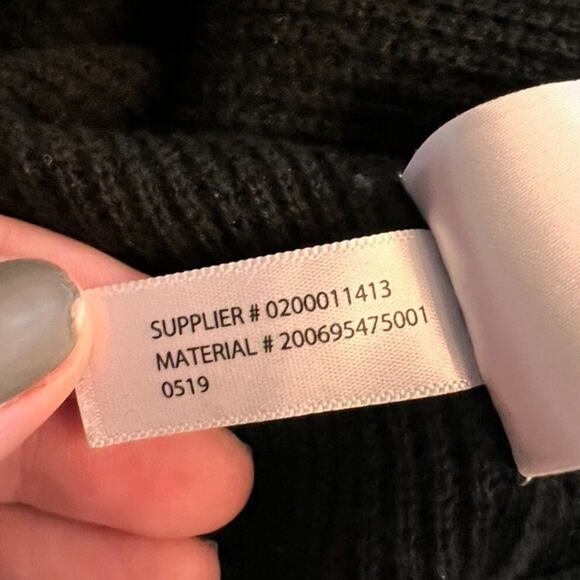 SUPPLIER # 0200011413
MATERIAL # 200695475001
0519